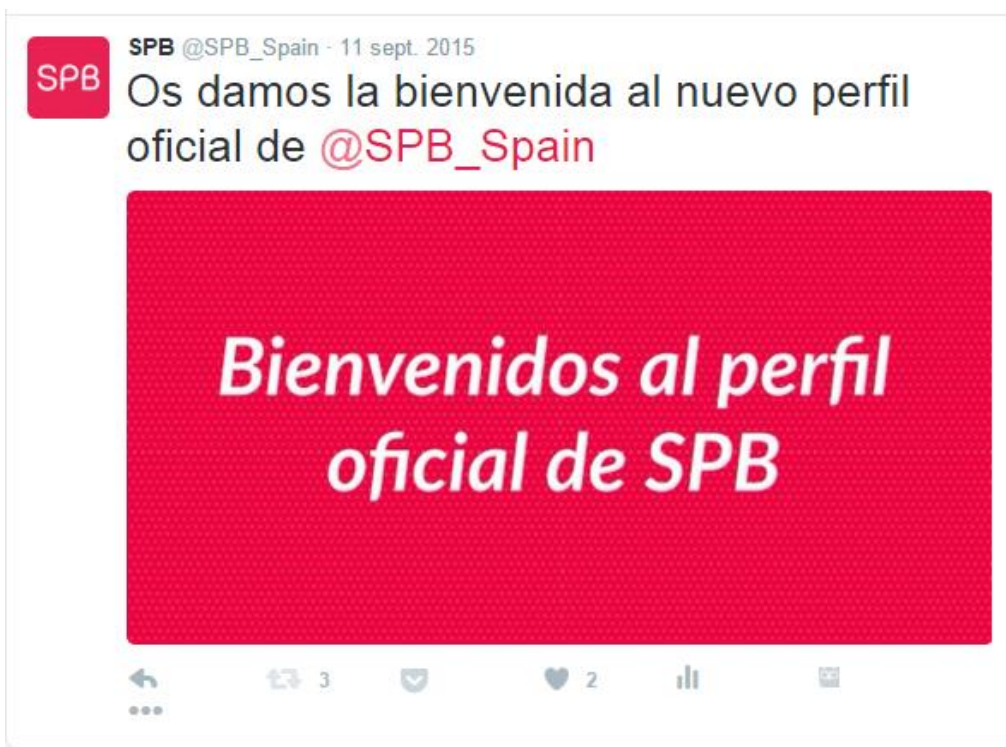 SPB
SPB @SPB_Spain · 11 sept. 2015
Os damos la bienvenida al nuevo perfil
oficial de @SPB_Spain
Bienvenidos al perfil
oficial de SPB
3 2